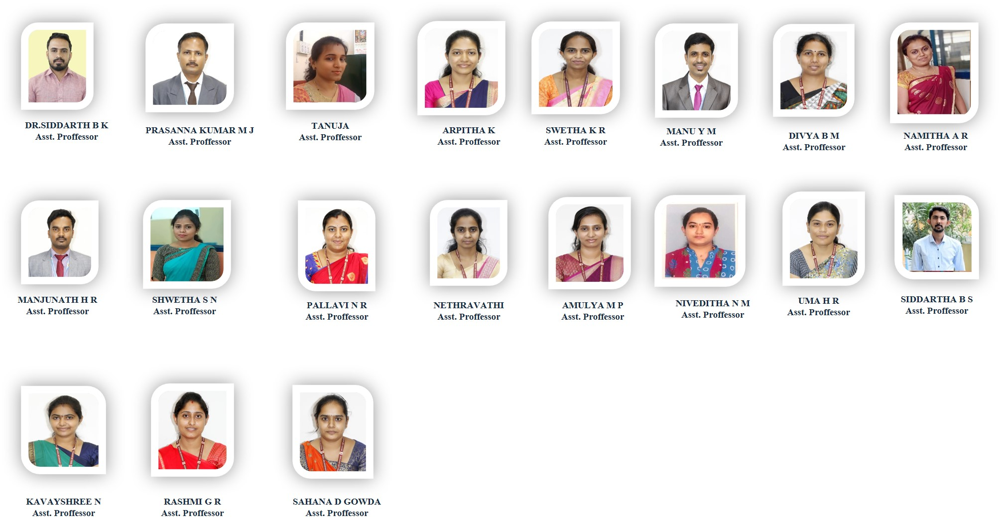 DR.SIDDARTH B K
Asst. Proffessor
PRASANNA KUMAR M J
Asst. Proffessor
TANUJA
Asst. Proffessor
ARPITHA K
Asst. Proffessor
SWETHA K R
Asst. Proffessor
MANU Y M
Asst. Proffessor
DIVYA B M
Asst. Proffessor
NAMITHA A R
Asst. Proffessor
MANJUNATH H R
Asst. Proffessor
SHWETHA S N
Asst. Proffessor
PALLAVI N R
Asst. Proffessor
NETHRAVATHI
Asst. Proffessor
AMULYA M P
Asst. Proffessor
NIVEDITHA N M
Asst. Proffessor
UMA H R
Asst. Proffessor
SIDDARTHA B S
Asst. Proffessor
KAVAYSHREE N
Asst. Proffessor
RASHMI G R
Asst. Proffessor
SAHANA D GOWDA
Asst. Proffessor